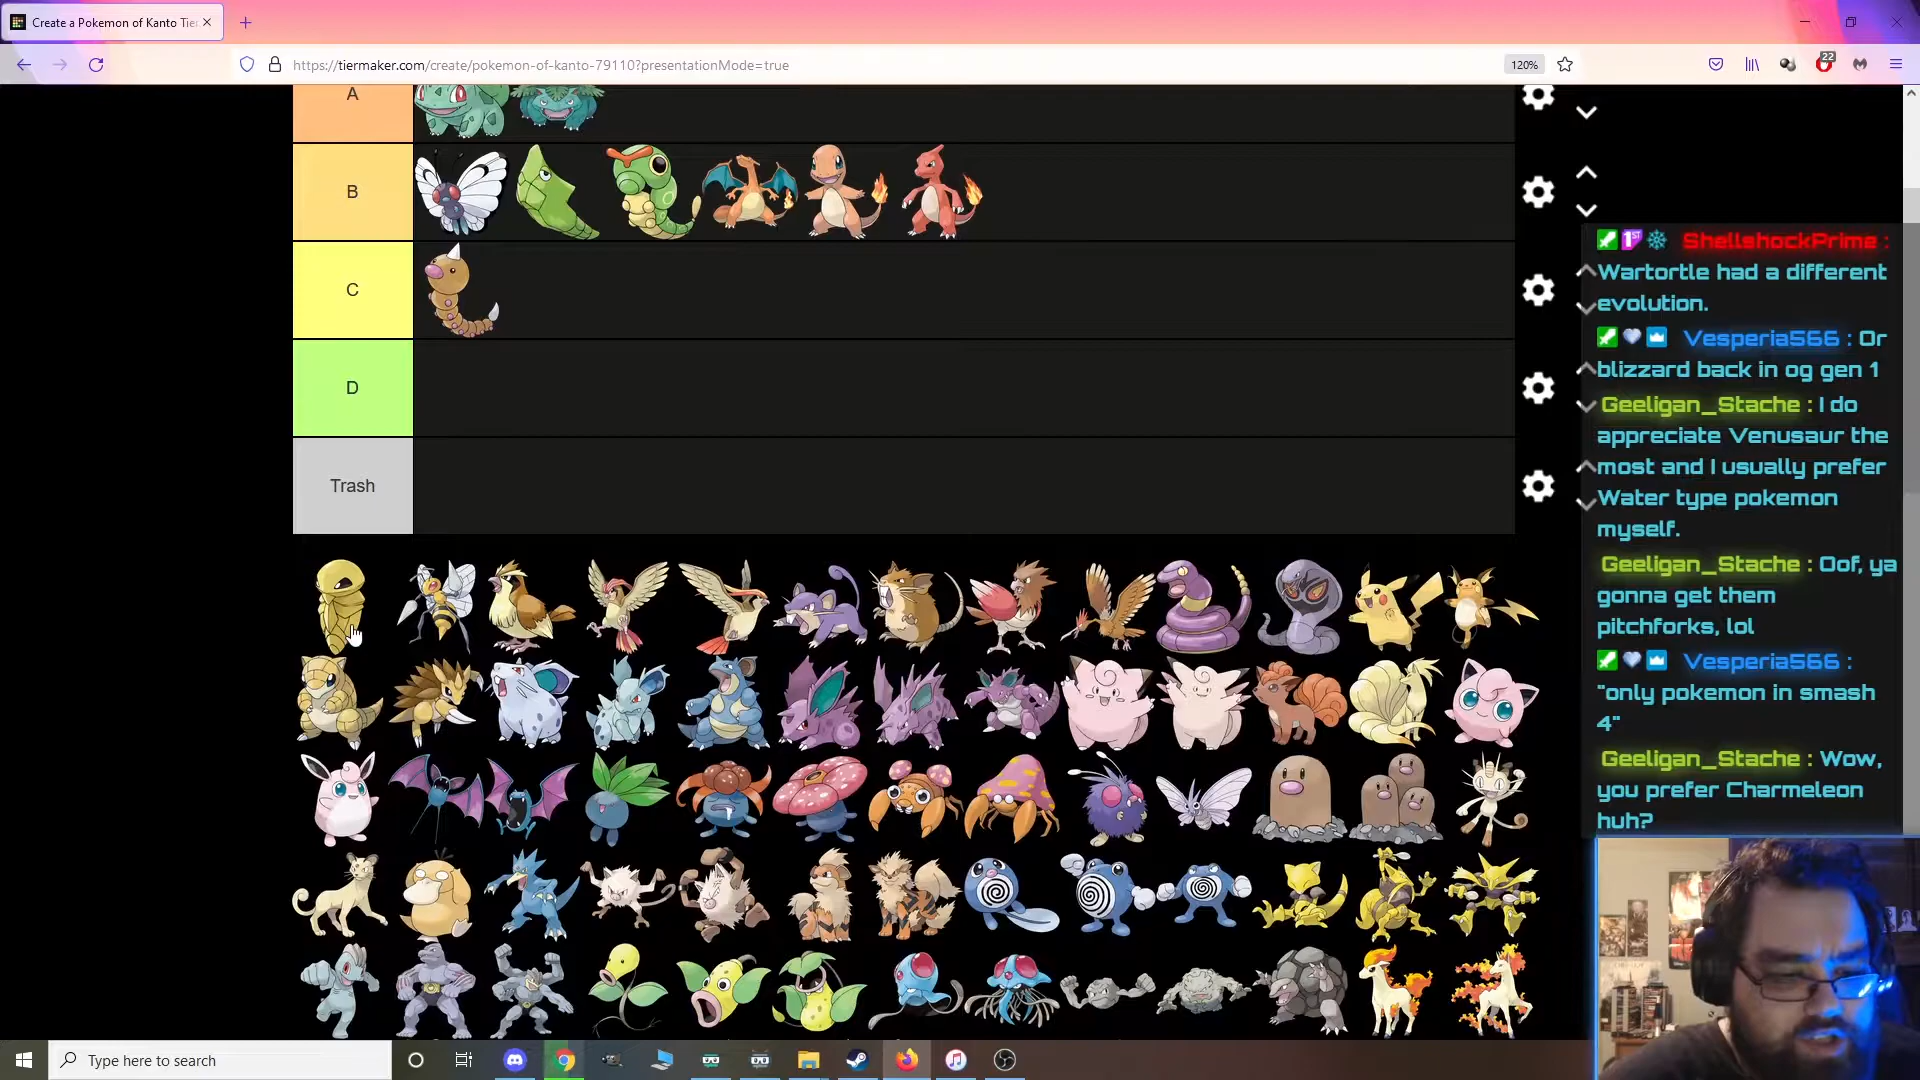 Create a Pokemon of Kanto Tie
https://tiermaker.com/create/pokemon-of-kanto-79110?presentationMode=true
120%
22
A
B
C
D
Trash
1ST ShellshockPrime :
Wartortle had a different
evolution.
Vesperia566 : Or
blizzard back in og gen 1
Geeligan_Stache : I do
appreciate Venusaur the
most and I usually prefer
Water type pokemon
myself.
Geeligan_Stache : Oof, ya
gonna get them
pitchforks, lol
Vesperia566 :
"only pokemon in smash
4"
Geeligan_Stache : Wow,
you prefer Charmeleon
huh?
Type here to search